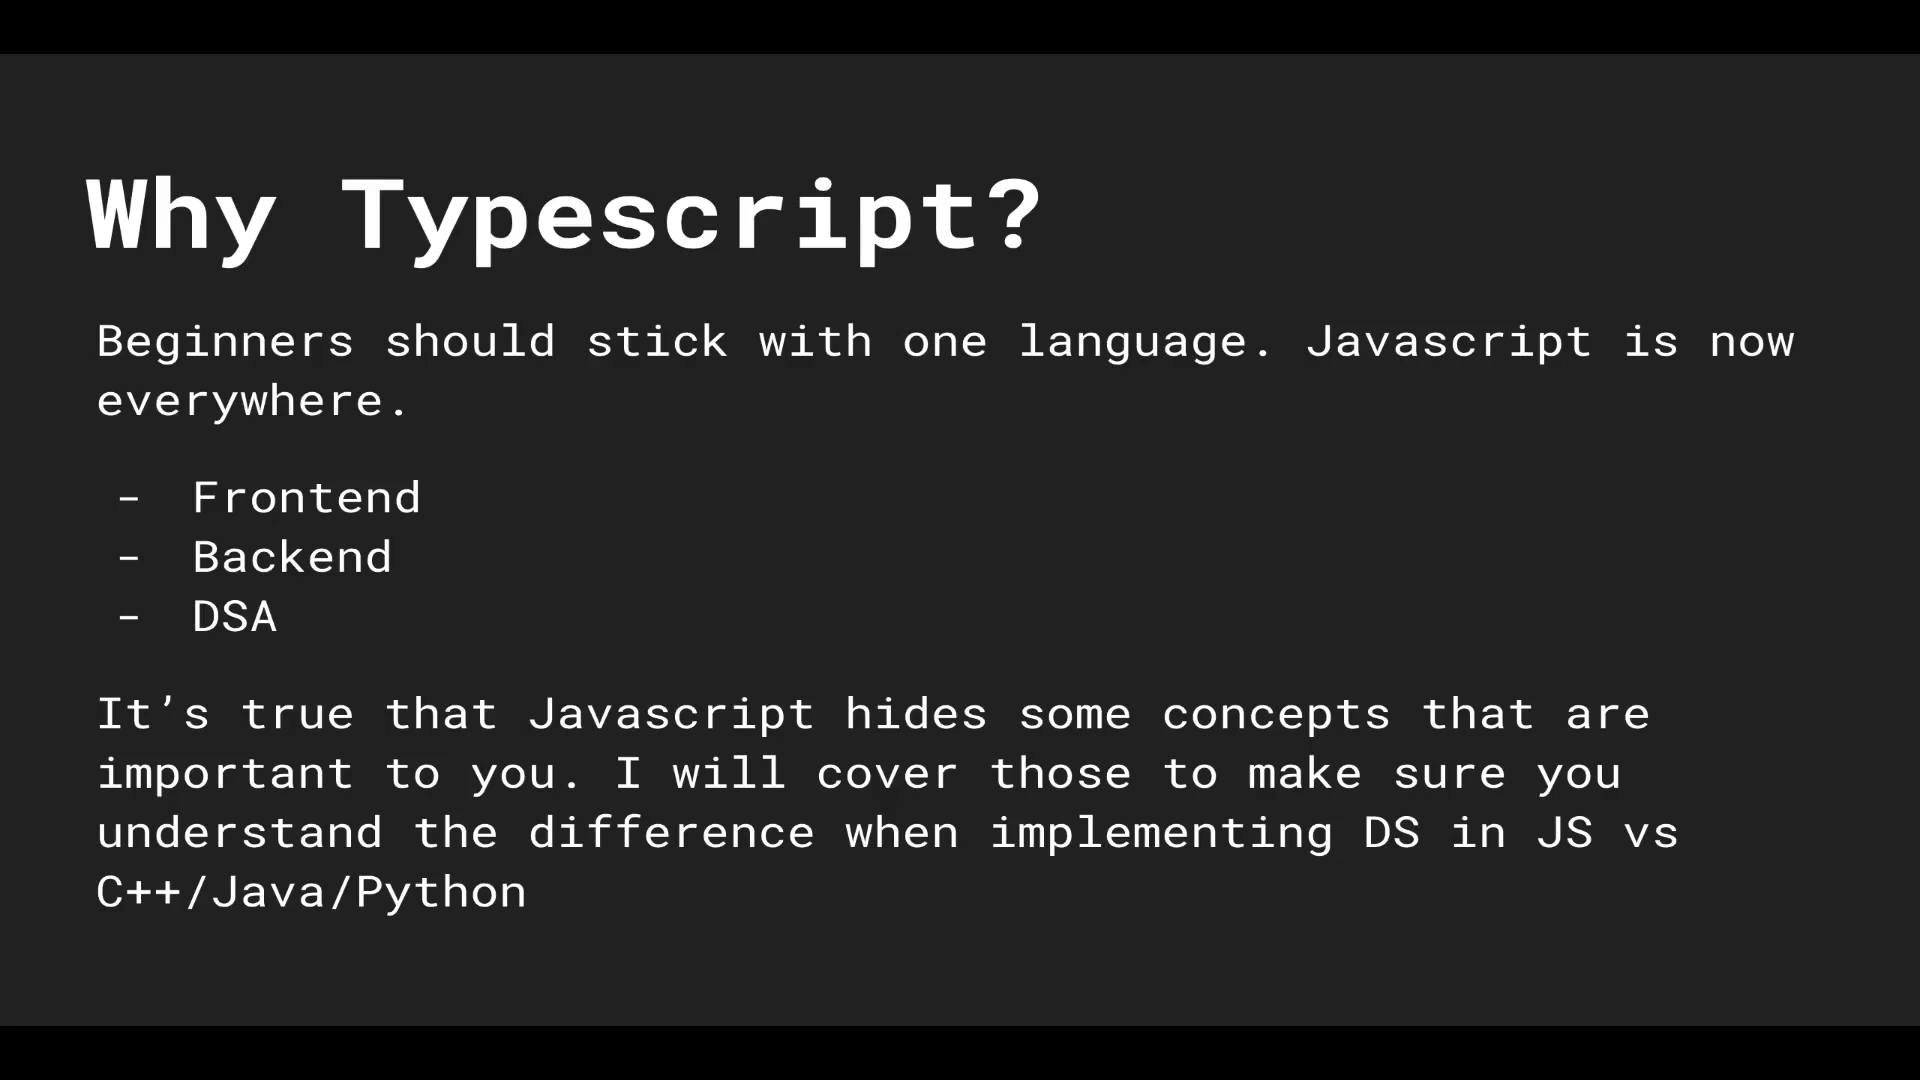 Why Typescript?
Beginners should stick with one language. Javascript is now
everywhere.
- Frontend
- Backend
- DSA
It’s true that Javascript hides some concepts that are
important to you. I will cover those to make sure you
understand the difference when implementing DS in JS vs
C++/Java/Python